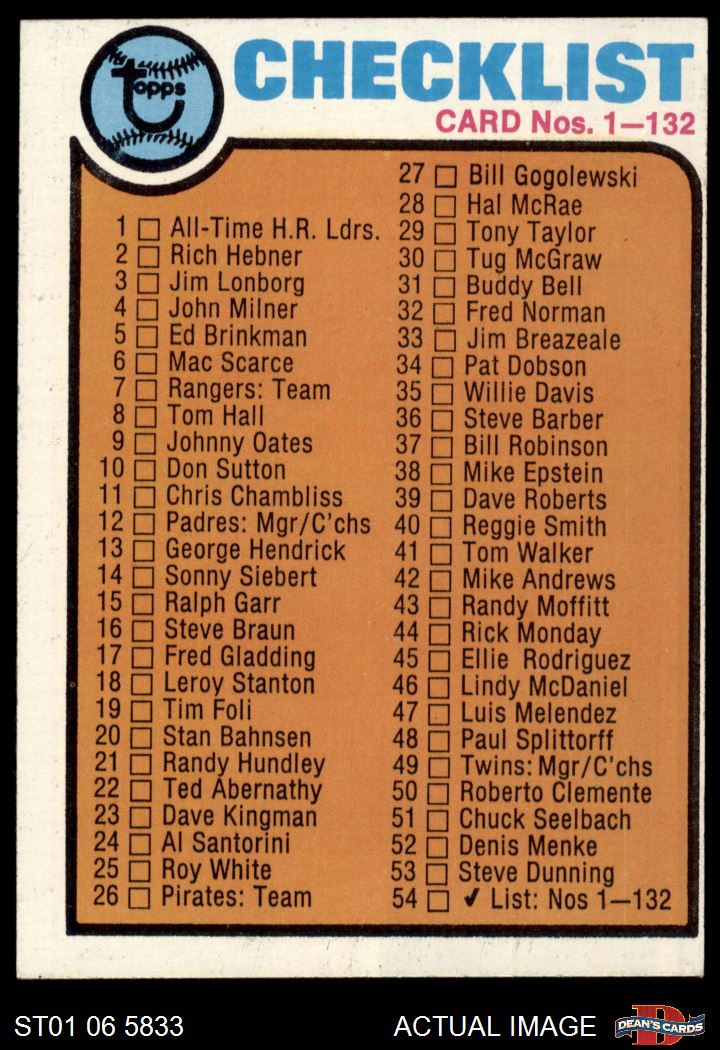 Topps
CHECKLIST
CARD Nos. 1—132
1 All-Time H.R. Ldrs.
2 Rich Hebner
3 Jim Lonborg
4 John Milner
5 Ed Brinkman
6 Mac Scarce
7 Rangers: Team
8 Tom Hall
9 Johnny Oates
10 Don Sutton
11 Chris Chambliss
12 Padres: Mgr/C'chs
13 George Hendrick
14 Sonny Siebert
15 Ralph Garr
16 Steve Braun
17 Fred Gladding
18 Leroy Stanton
19 Tim Foli
20 Stan Bahnsen
21 Randy Hundley
22 Ted Abernathy
23 Dave Kingman
24 Al Santorini
25 Roy White
26 Pirates: Team
27 Bill Gogolewski
28 Hal McRae
29 Tony Taylor
30 Tug McGraw
31 Buddy Bell
32 Fred Norman
33 Jim Breazeale
34 Pat Dobson
35 Willie Davis
36 Steve Barber
37 Bill Robinson
38 Mike Epstein
39 Dave Roberts
40 Reggie Smith
41 Tom Walker
42 Mike Andrews
43 Randy Moffitt
44 Rick Monday
45 Ellie Rodriguez
46 Lindy McDaniel
47 Luis Melendez
48 Paul Splittorff
49 Twins: Mgr/C'chs
50 Roberto Clemente
51 Chuck Seelbach
52 Denis Menke
53 Steve Dunning
54 ✓ List: Nos 1—132
ST01 06 5833
ACTUAL IMAGE
D
DEAN'S CARDS